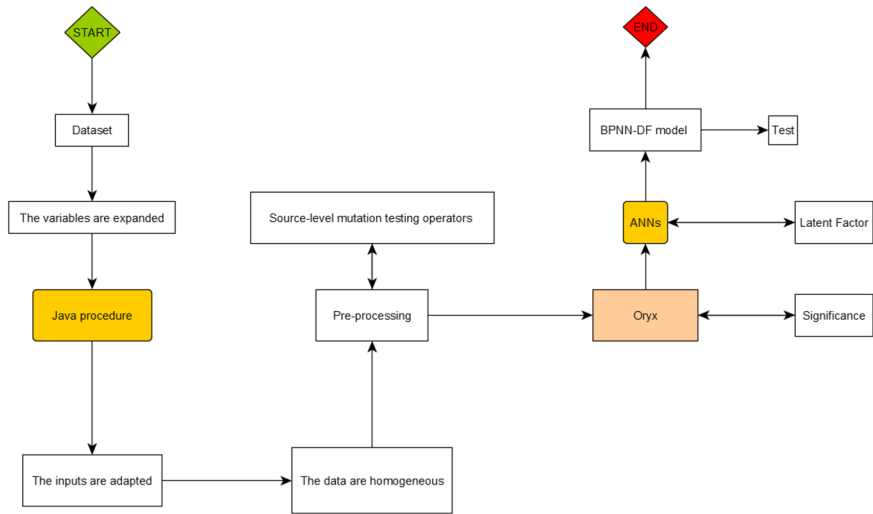 START
Dataset
The variables are expanded
Java procedure
The inputs are adapted
The data are homogeneous
Pre-processing
Source-level mutation testing operators
Oryx
Significance
ANNs
Latent Factor
BPNN-DF model
Test
END